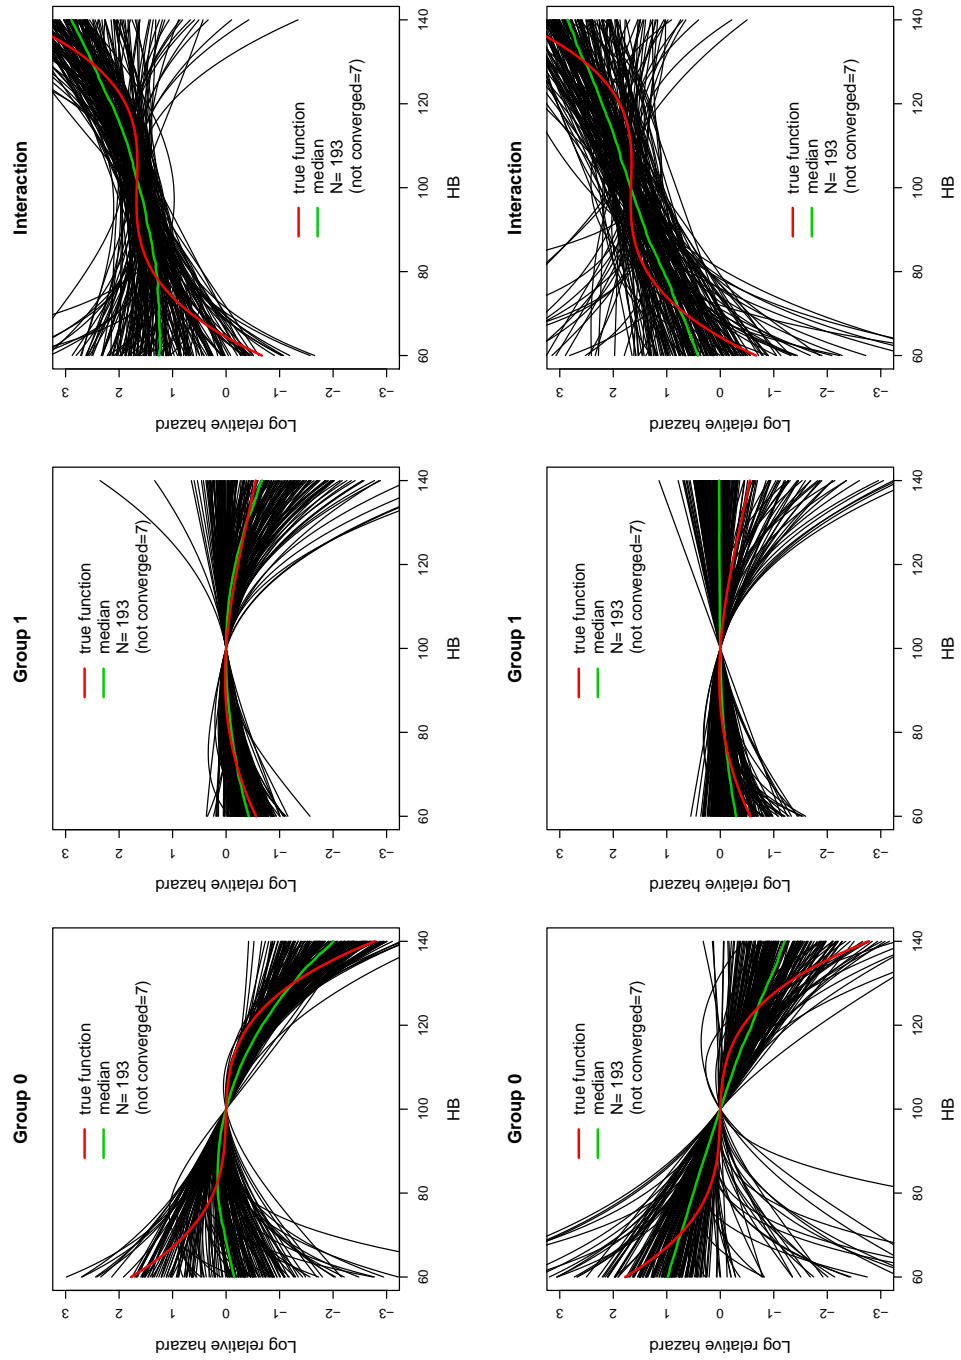 Group 0
Log relative hazard
3
2
1
0
−1
−2
−3
true function
median
N= 193
(not converged=7)
60 80 100 120 140
HB
Group 1
Log relative hazard
3
2
1
0
−1
−2
−3
true function
median
N= 193
(not converged=7)
60 80 100 120 140
HB
Interaction
Log relative hazard
3
2
1
0
−1
−2
−3
true function
median
N= 193
(not converged=7)
60 80 100 120 140
HB
Group 0
Log relative hazard
3
2
1
0
−1
−2
−3
true function
median
N= 193
(not converged=7)
60 80 100 120 140
HB
Group 1
Log relative hazard
3
2
1
0
−1
−2
−3
true function
median
N= 193
(not converged=7)
60 80 100 120 140
HB
Interaction
Log relative hazard
3
2
1
0
−1
−2
−3
true function
median
N= 193
(not converged=7)
60 80 100 120 140
HB